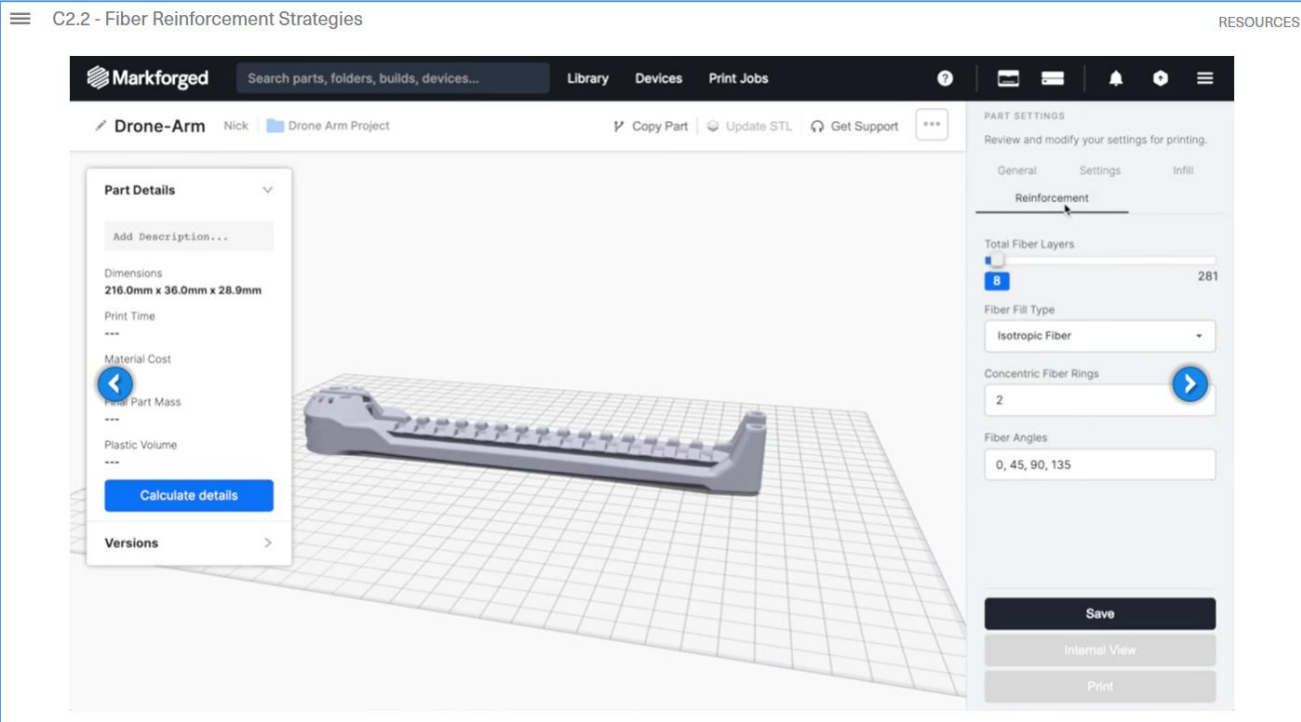 C2.2 - Fiber Reinforcement Strategies
RESOURCES
Markforged
Search parts, folders, builds, devices...
Library Devices Print Jobs
Drone-Arm Nick Drone Arm Project
Copy Part Update STL Get Support
Part Details
Add Description...
Dimensions
216.0mm x 36.0mm x 28.9mm
Print Time
---
Material Cost
Final Part Mass
---
Plastic Volume
---
Calculate details
Versions
PART SETTINGS
Review and modify your settings for printing.
General Settings Infill
Reinforcement
Total Fiber Layers
8 281
Fiber Fill Type
Isotropic Fiber
Concentric Fiber Rings
2
Fiber Angles
0, 45, 90, 135
Save
Internal View
Print